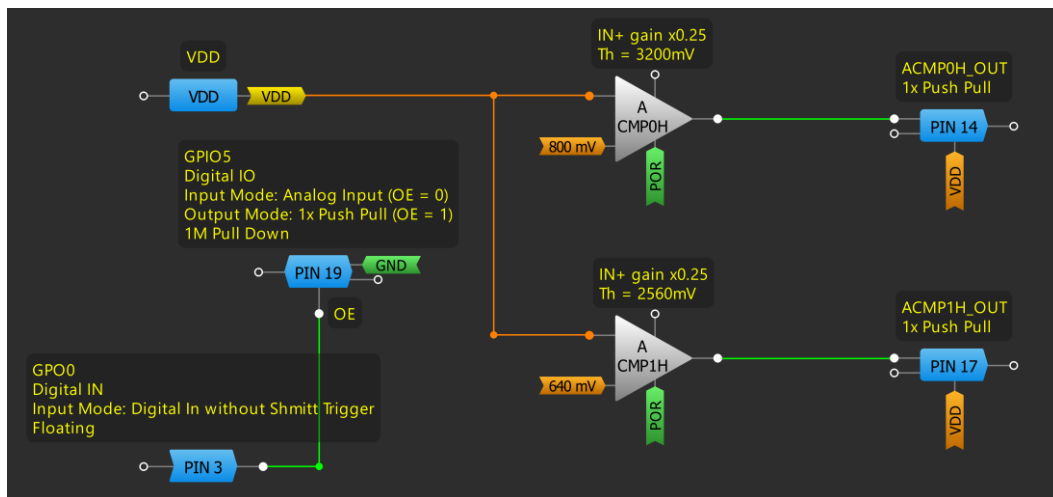 VDD
VDD
VDD
IN+ gain x0.25
Th = 3200mV
A
CMP0H
800 mV
POR
ACMP0H_OUT
1x Push Pull
PIN 14
VDD
GPIO5
Digital IO
Input Mode: Analog Input (OE = 0)
Output Mode: 1x Push Pull (OE = 1)
1M Pull Down
PIN 19
GND
OE
IN+ gain x0.25
Th = 2560mV
A
CMP1H
640 mV
POR
ACMP1H_OUT
1x Push Pull
PIN 17
VDD
GPO0
Digital IN
Input Mode: Digital In without Shmitt Trigger
Floating
PIN 3